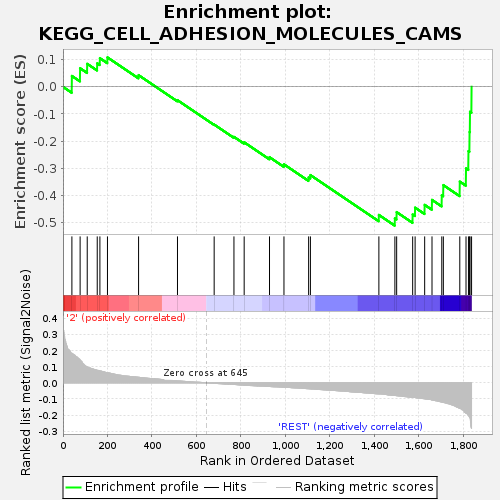 Enrichment plot:
KEGG_CELL_ADHESION_MOLECULES_CAMS
Enrichment score (ES)
0.1
0.0
-0.1
-0.2
-0.3
-0.4
-0.5
'2' (positively correlated)
Ranked list metric (Signal2Noise)
0.4
0.3
0.2
0.1
0.0
-0.1
-0.2
-0.3
Zero cross at 645
'REST' (negatively correlated)
0 200 400 600 800 1,000 1,200 1,400 1,600 1,800
Rank in Ordered Dataset
Enrichment profile Hits Ranking metric scores